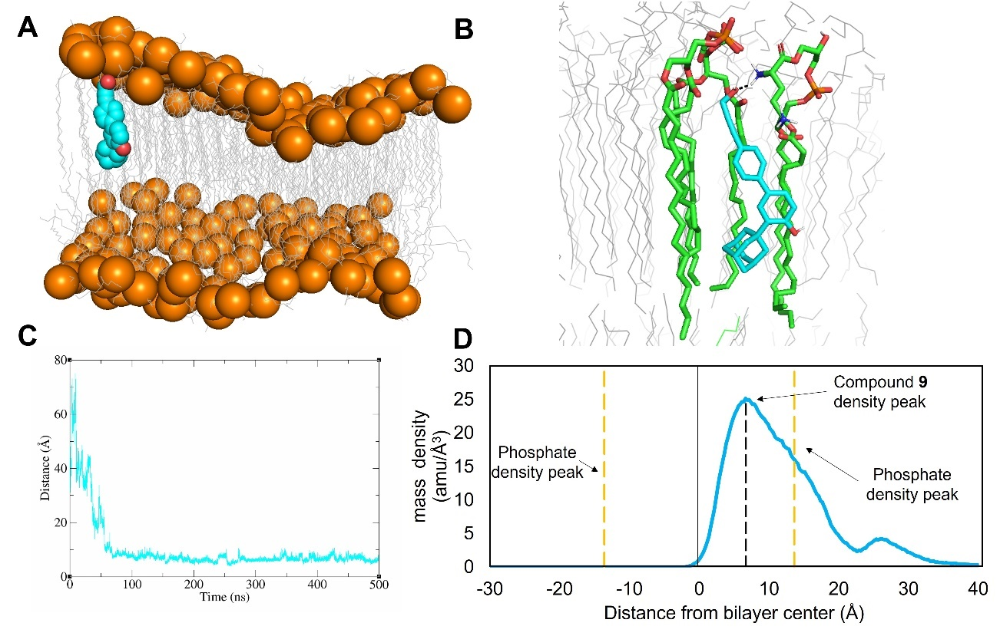 A
B
C
80
60
40
20
0
Distance (Å)
0 100 200 300 400 500
Time (ns)
D
30
25
20
15
10
5
0
mass density
(amu/Å³)
Compound 9
density peak
Phosphate
density peak
Phosphate
density peak
-30 -20 -10 0 10 20 30 40
Distance from bilayer center (Å)